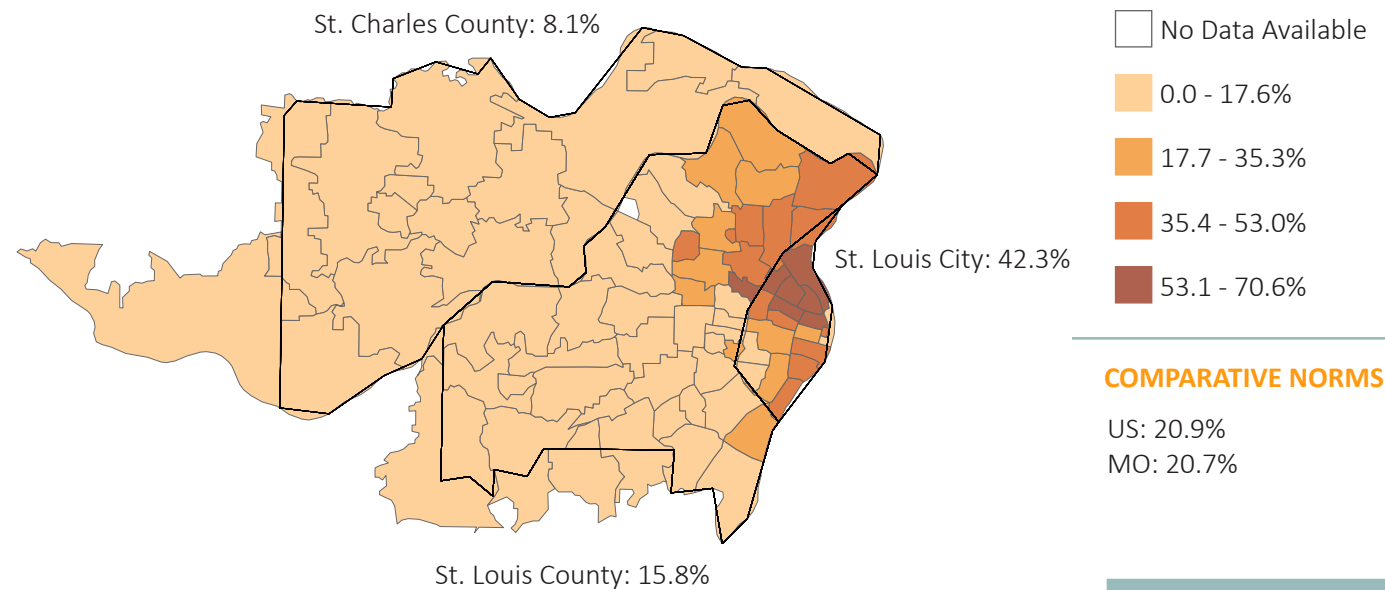 St. Charles County: 8.1%
No Data Available
0.0 - 17.6%
17.7 - 35.3%
35.4 - 53.0%
St. Louis City: 42.3%
53.1 - 70.6%
COMPARATIVE NORMS
US: 20.9%
MO: 20.7%
St. Louis County: 15.8%